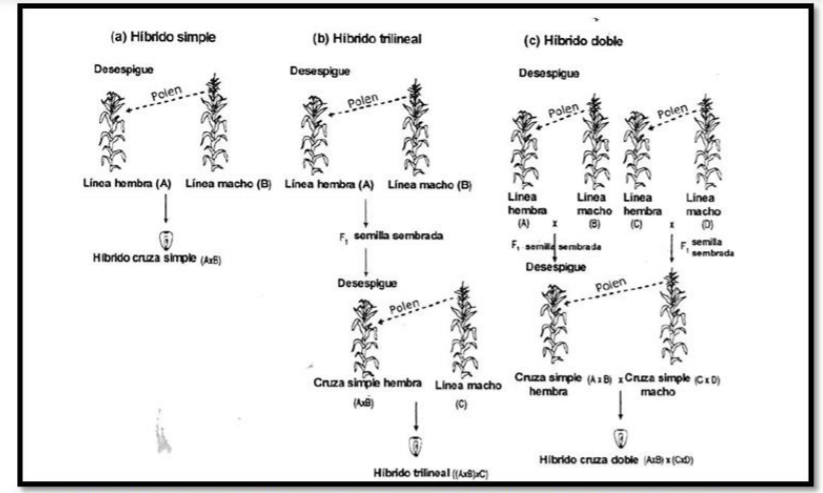 (a) Híbrido simple
Desespigue
Polen
Línea hembra (A) Línea macho (B)
Híbrido cruza simple (AxB)
(b) Híbrido trilineal
Desespigue
Polen
Línea hembra (A) Línea macho (B)
F1 semilla sembrada
Desespigue
Polen
Cruza simple hembra Línea macho
(AxB) (C)
Híbrido trilineal ((AxB)xC)
(c) Híbrido doble
Desespigue
Polen Polen
Línea Línea Línea Línea
hembra macho hembra macho
(A) x (B) (C) x (D)
F1 semilla sembrada F1 semilla
sembrada
Desespigue
Polen
Cruza simple (A x B) x Cruza simple (C x D)
hembra macho
Híbrido cruza doble (AxB) x (CxD)